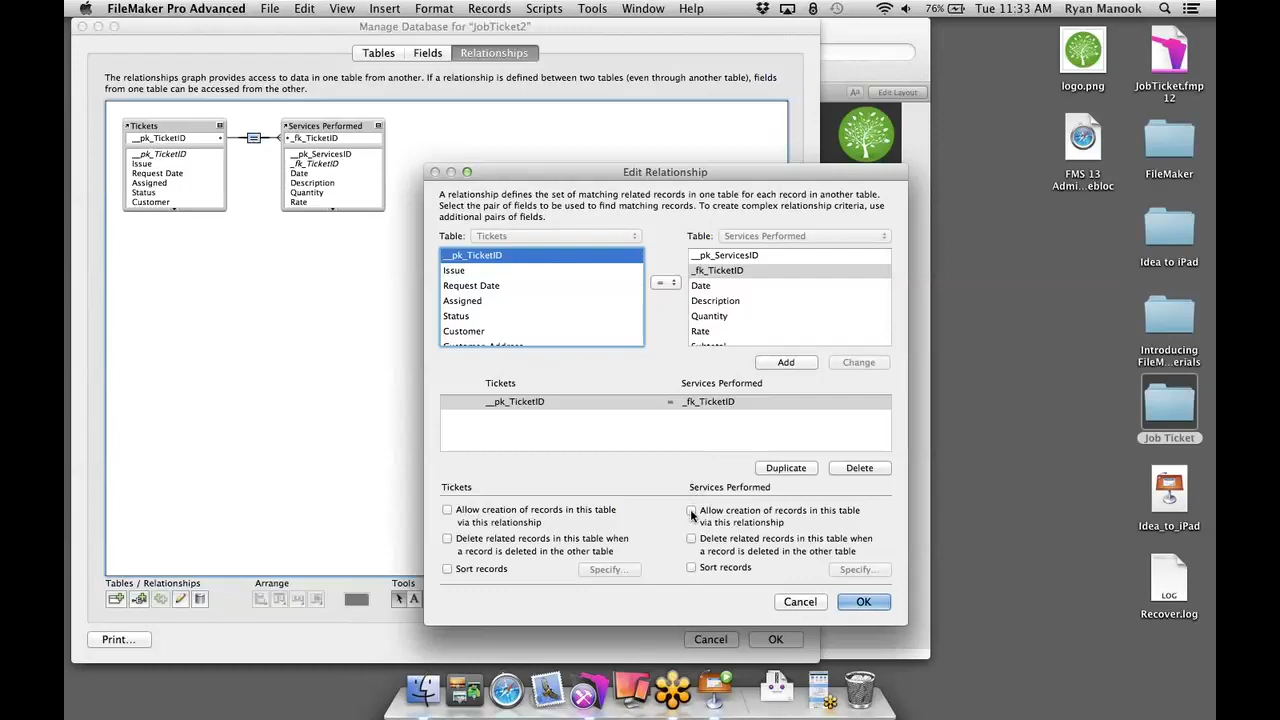 FileMaker Pro Advanced File Edit View Insert Format Records Scripts Tools Window Help 76% Tue 11:33 AM Ryan Manook
Manage Database for "JobTicket2"
Tables Fields Relationships
The relationships graph provides access to data in one table from another. If a relationship is defined between two tables (even through another table), fields
from one table can be accessed from the other.
Tickets
__pk_TicketID
__pk_TicketID
Issue
Request Date
Assigned
Status
Customer
Services Performed
_fk_TicketID
__pk_ServicesID
_fk_TicketID
Date
Description
Quantity
Rate
Aa Edit Layout
Edit Relationship
A relationship defines the set of matching related records in one table for each record in another table.
Select the pair of fields to be used to find matching records. To create complex relationship criteria, use
additional pairs of fields.
Table: Tickets
Table: Services Performed
__pk_TicketID
Issue
Request Date
Assigned
Status
Customer
Customer Address
=
__pk_ServicesID
_fk_TicketID
Date
Description
Quantity
Rate
Subtotal
Add Change
Tickets Services Performed
__pk_TicketID = _fk_TicketID
Duplicate Delete
Tickets
Allow creation of records in this table
via this relationship
Delete related records in this table when
a record is deleted in the other table
Sort records Specify...
Services Performed
Allow creation of records in this table
via this relationship
Delete related records in this table when
a record is deleted in the other table
Sort records Specify...
Cancel OK
Tables / Relationships Arrange Tools
A
Print... Cancel OK
logo.png
JobTicket.fmp
12
FMS 13
Admi...ebloc
FileMaker
Idea to iPad
Introducing
FileM...erials
Job Ticket
Idea_to_iPad
LOG
Recover.log